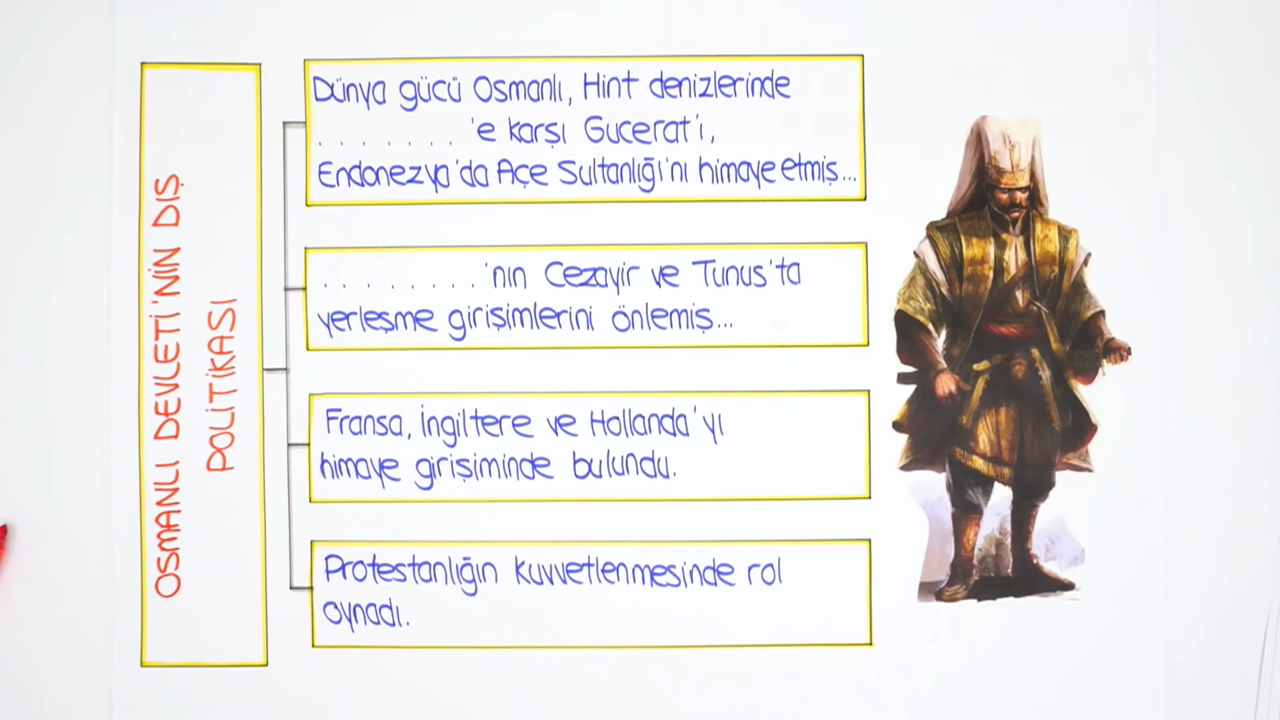 OSMANLI DEVLETİ'NİN DIŞ
POLİTİKASI
Dünya gücü Osmanlı, Hint denizlerinde
. . . . . . . 'e karşı Gucerat'ı,
Endonezya'da Açe Sultanlığı'nı himaye etmiş...
. . . . . . . . 'nın Cezayir ve Tunus'ta
yerleşme girişimlerini önlemiş...
Fransa, İngiltere ve Hollanda'yı
himaye girişiminde bulundu.
Protestanlığın kuvvetlenmesinde rol
oynadı.